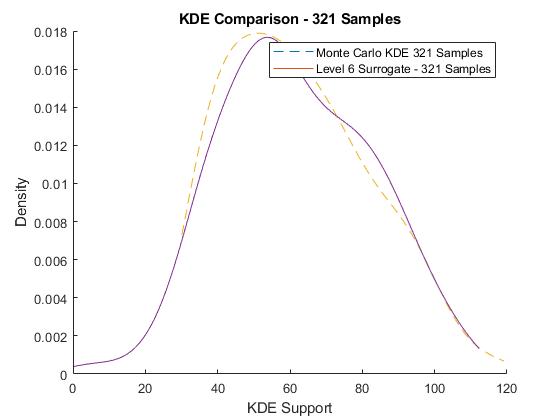 KDE Comparison - 321 Samples
0.018
0.016
0.014
0.012
0.01
0.008
0.006
0.004
0.002
0
Density
Monte Carlo KDE 321 Samples
Level 6 Surrogate - 321 Samples
0 20 40 60 80 100 120
KDE Support